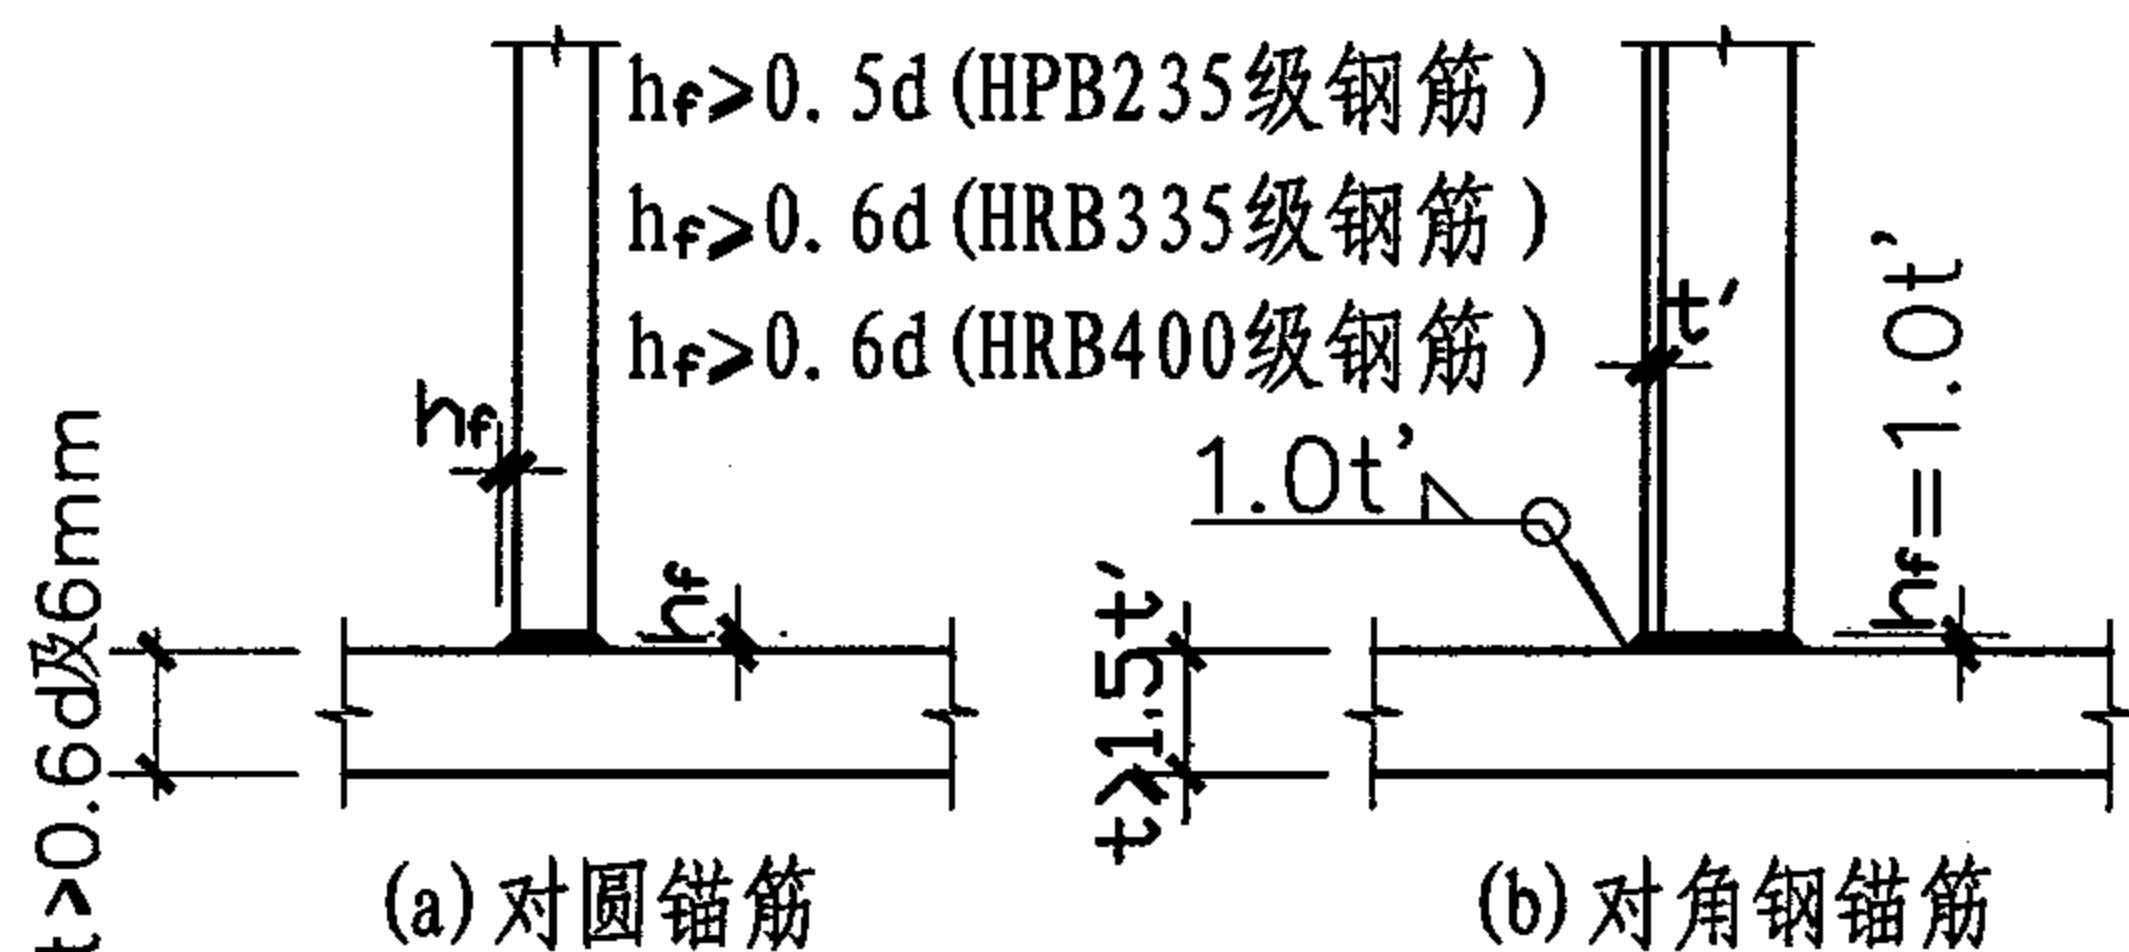 hf⩾0.5d(HPB235级钢筋)
hf⩾0.6d(HRB335级钢筋)
hf⩾0.6d(HRB400级钢筋)
hf
hf
t>0.6d及6mm
(a)对圆锚筋
t'
hf=1.0t'
1.0t'
t⩾1.5t'
(b)对角钢锚筋